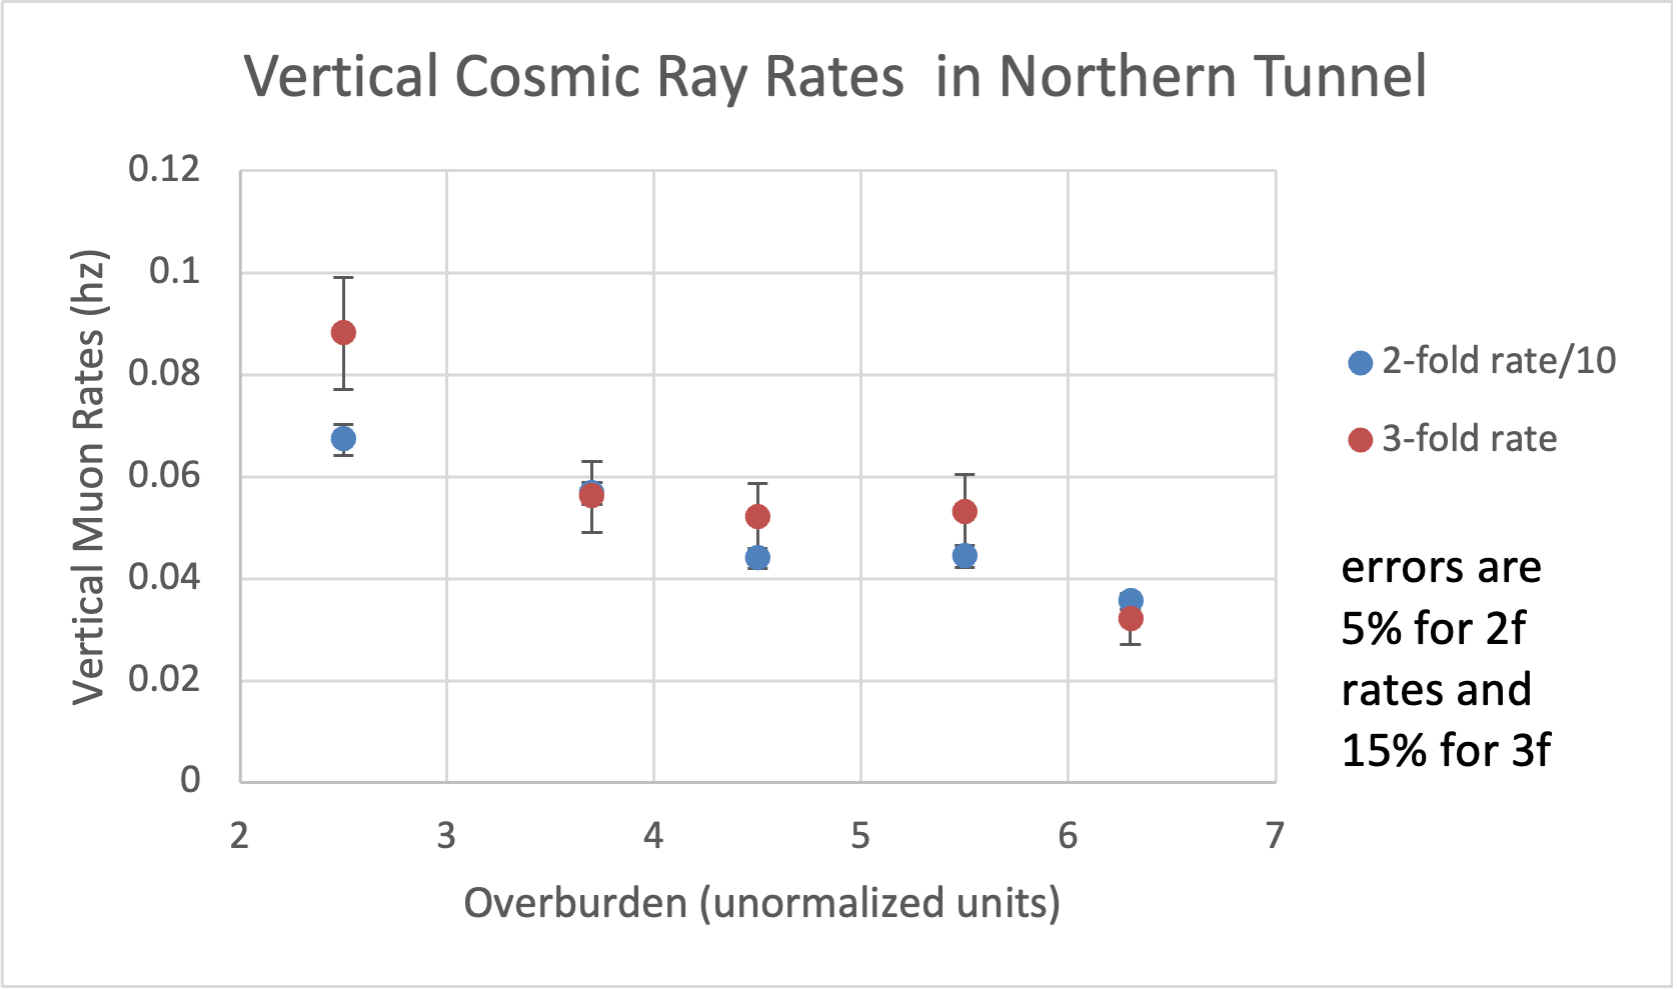 Vertical Cosmic Ray Rates  in Northern Tunnel
0.12
0.1
0.08
0.06
0.04
0.02
0
Vertical Muon Rates (hz)
2 3 4 5 6 7
Overburden (unormalized units)
2-fold rate/10
3-fold rate
errors are
5% for 2f
rates and
15% for 3f